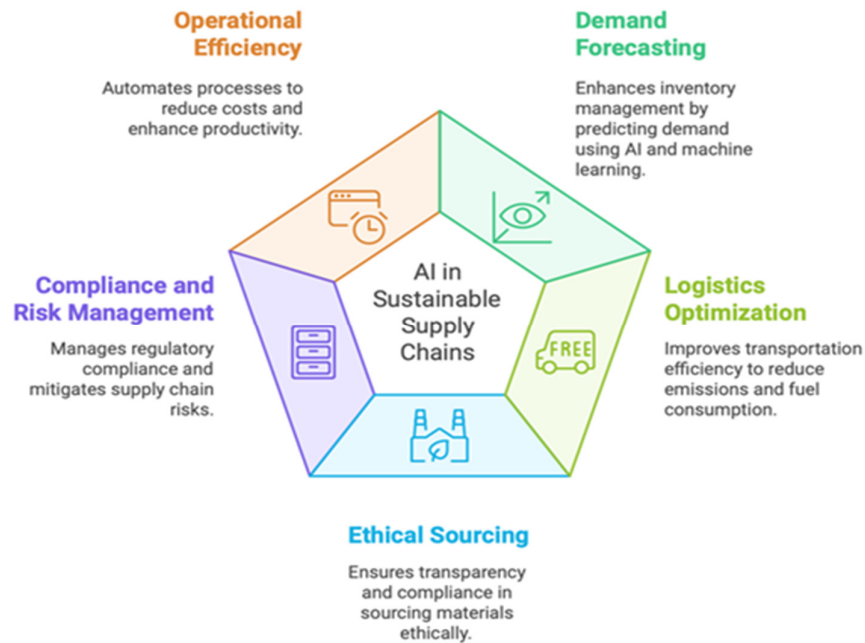 Operational
Efficiency
Automates processes to
reduce costs and
enhance productivity.
Demand
Forecasting
Enhances inventory
management by
predicting demand
using AI and machine
learning.
Compliance and
Risk Management
Manages regulatory
compliance and
mitigates supply chain
risks.
AI in
Sustainable
Supply
Chains
FREE
Logistics
Optimization
Improves transportation
efficiency to reduce
emissions and fuel
consumption.
Ethical Sourcing
Ensures transparency
and compliance in
sourcing materials
ethically.